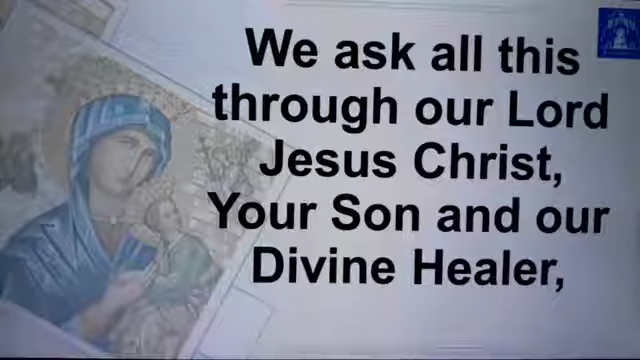 We ask all this
through our Lord
Jesus Christ,
Your Son and our
Divine Healer,